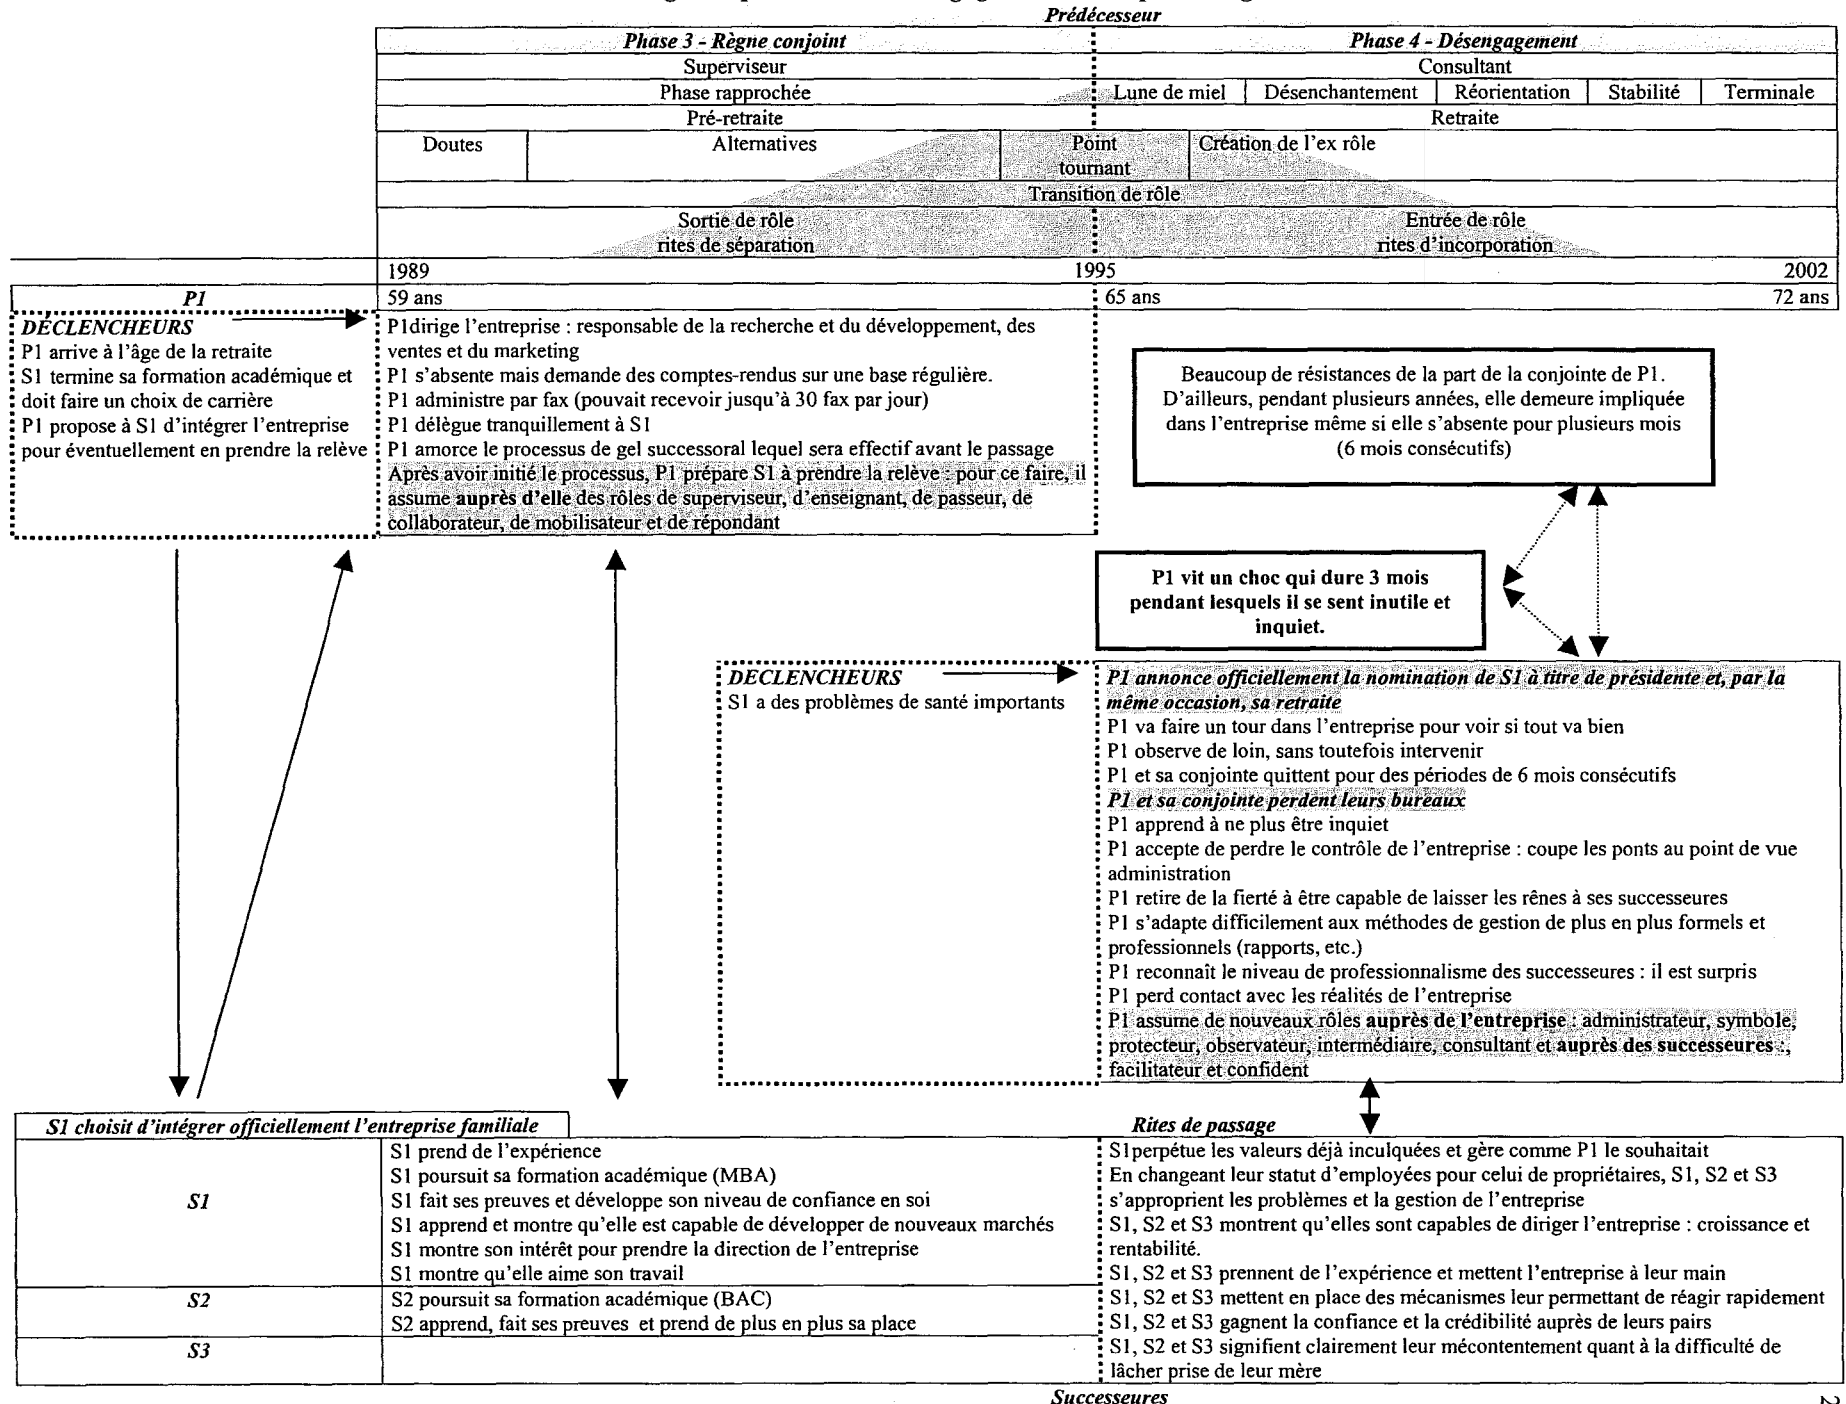 Prédécesseur
Phase 3 - Règne conjoint
Phase 4 - Désengagement
Superviseur
Consultant
Phase rapprochée
Lune de miel
Désenchantement
Réorientation
Stabilité
Terminale
Pré-retraite
Retraite
Doutes
Alternatives
Point
tournant
Création de l'ex rôle
Transition de rôle
Sortie de rôle
rites de séparation
Entrée de rôle
rites d'incorporation
1989
1995
2002
P1
59 ans
65 ans
72 ans
DÉCLENCHEURS
P1 arrive à l'âge de la retraite
S1 termine sa formation académique et
doit faire un choix de carrière
P1 propose à S1 d'intégrer l'entreprise
pour éventuellement en prendre la relève
P1dirige l'entreprise : responsable de la recherche et du développement, des
ventes et du marketing
P1 s'absente mais demande des comptes-rendus sur une base régulière.
P1 administre par fax (pouvait recevoir jusqu'à 30 fax par jour)
P1 délègue tranquillement à S1
P1 amorce le processus de gel successoral lequel sera effectif avant le passage
Après avoir initié le processus, P1 prépare S1 à prendre la relève : pour ce faire, il
assume auprès d'elle des rôles de superviseur, d'enseignant, de passeur, de
collaborateur, de mobilisateur et de répondant
Beaucoup de résistances de la part de la conjointe de P1.
D'ailleurs, pendant plusieurs années, elle demeure impliquée
dans l'entreprise même si elle s'absente pour plusieurs mois
(6 mois consécutifs)
P1 vit un choc qui dure 3 mois
pendant lesquels il se sent inutile et
inquiet.
DÉCLENCHEURS
S1 a des problèmes de santé importants
P1 annonce officiellement la nomination de S1 à titre de présidente et, par la
même occasion, sa retraite
P1 va faire un tour dans l'entreprise pour voir si tout va bien
P1 observe de loin, sans toutefois intervenir
P1 et sa conjointe quittent pour des périodes de 6 mois consécutifs
P1 et sa conjointe perdent leurs bureaux
P1 apprend à ne plus être inquiet
P1 accepte de perdre le contrôle de l'entreprise : coupe les ponts au point de vue
administration
P1 retire de la fierté à être capable de laisser les rênes à ses successeures
P1 s'adapte difficilement aux méthodes de gestion de plus en plus formels et
professionnels (rapports, etc.)
P1 reconnaît le niveau de professionnalisme des successeures : il est surpris
P1 perd contact avec les réalités de l'entreprise
P1 assume de nouveaux rôles auprès de l'entreprise : administrateur, symbole,
protecteur, observateur, intermédiaire, consultant et auprès des successeures :,
facilitateur et confident
S1 choisit d'intégrer officiellement l'entreprise familiale
Rites de passage
S1
S1 prend de l'expérience
S1 poursuit sa formation académique (MBA)
S1 fait ses preuves et développe son niveau de confiance en soi
S1 apprend et montre qu'elle est capable de développer de nouveaux marchés
S1 montre son intérêt pour prendre la direction de l'entreprise
S1 montre qu'elle aime son travail
S2
S2 poursuit sa formation académique (BAC)
S2 apprend, fait ses preuves et prend de plus en plus sa place
S3
S1perpétue les valeurs déjà inculquées et gère comme P1 le souhaitait
En changeant leur statut d'employées pour celui de propriétaires, S1, S2 et S3
s'approprient les problèmes et la gestion de l'entreprise
S1, S2 et S3 montrent qu'elles sont capables de diriger l'entreprise : croissance et
rentabilité.
S1, S2 et S3 prennent de l'expérience et mettent l'entreprise à leur main
S1, S2 et S3 mettent en place des mécanismes leur permettant de réagir rapidement
S1, S2 et S3 gagnent la confiance et la crédibilité auprès de leurs pairs
S1, S2 et S3 signifient clairement leur mécontentement quant à la difficulté de
lâcher prise de leur mère
Successeures